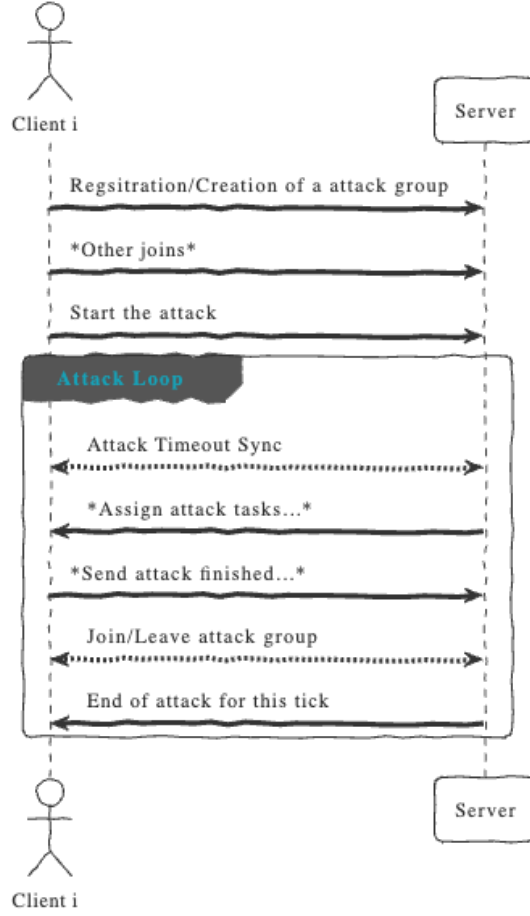 Client i
Server
Regsitration/Creation of a attack group
*Other joins*
Start the attack
Attack Loop
Attack Timeout Sync
*Assign attack tasks...*
*Send attack finished...*
Join/Leave attack group
End of attack for this tick
Server
Client i